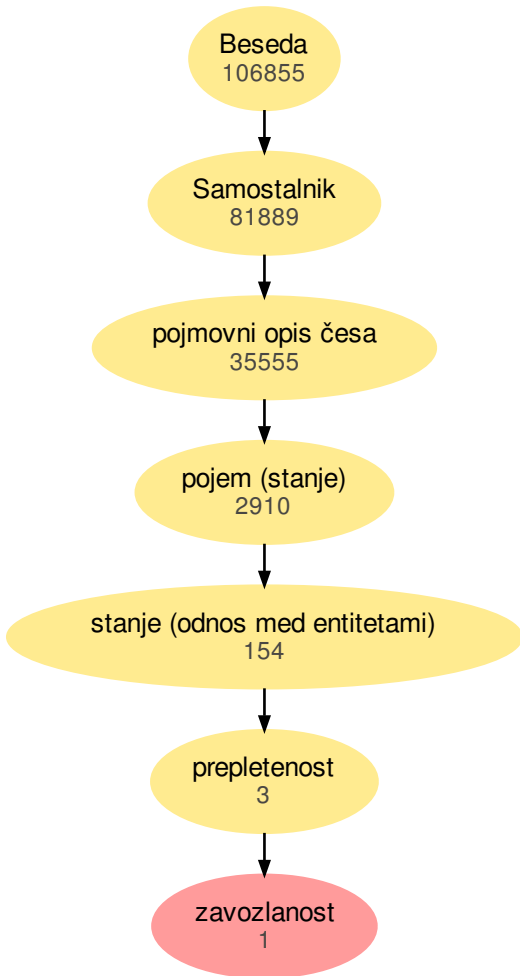 Beseda
106855
Samostalnik
81889
pojmovni opis česa
35555
pojem (stanje)
2910
stanje (odnos med entitetami)
154
prepletenost
3
zavozlanost
1